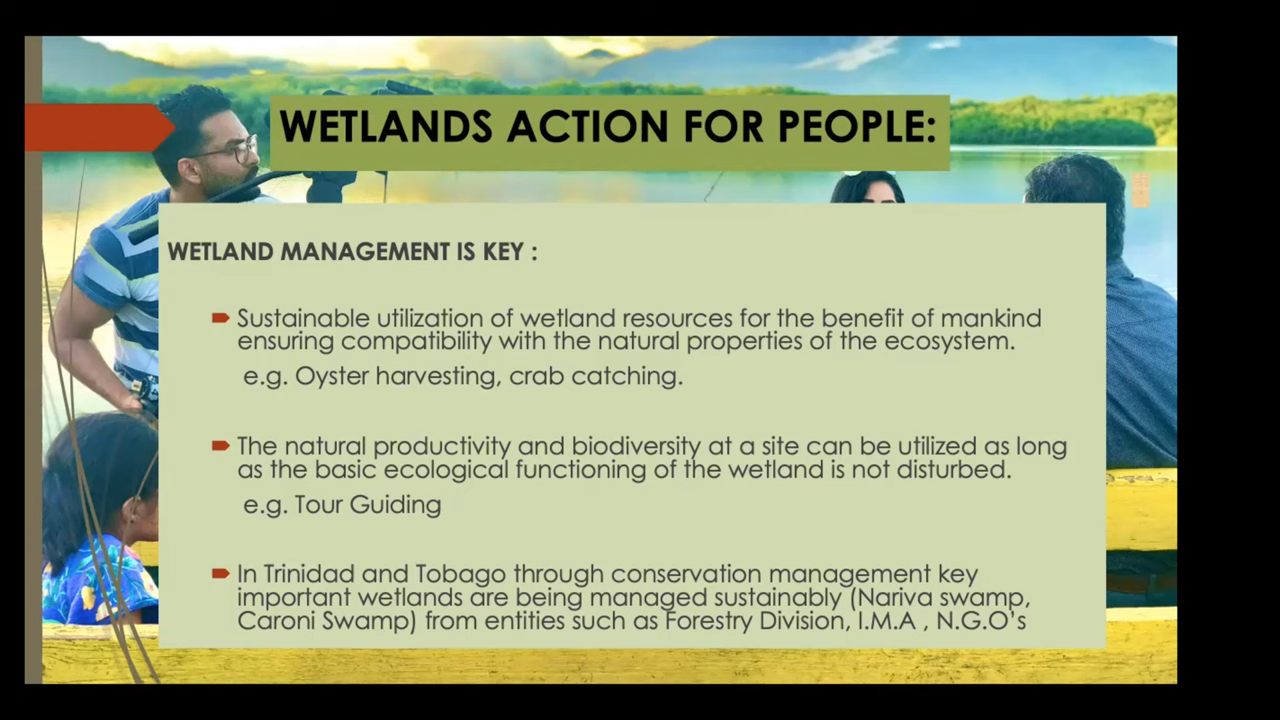 WETLANDS ACTION FOR PEOPLE:
WETLAND MANAGEMENT IS KEY :
Sustainable utilization of wetland resources for the benefit of mankind
ensuring compatibility with the natural properties of the ecosystem.
e.g. Oyster harvesting, crab catching.
The natural productivity and biodiversity at a site can be utilized as long
as the basic ecological functioning of the wetland is not disturbed.
e.g. Tour Guiding
In Trinidad and Tobago through conservation management key
important wetlands are being managed sustainably (Nariva swamp,
Caroni Swamp) from entities such as Forestry Division, I.M.A , N.G.O’s